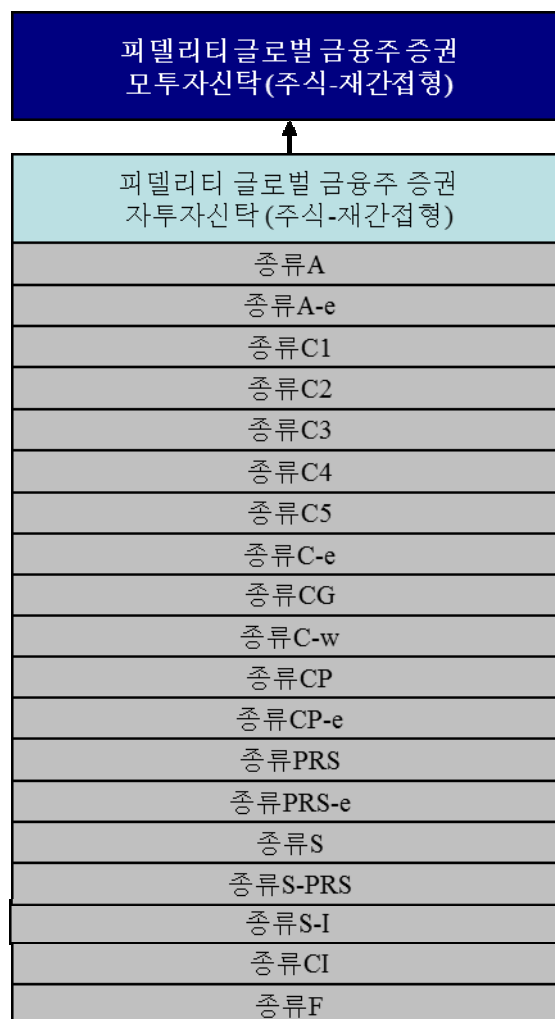 피델리티 글로벌 금융주 증권
모투자신탁(주식-재간접형)
피델리티 글로벌 금융주 증권
자투자신탁(주식-재간접형)
종류A
종류A-e
종류C1
종류C2
종류C3
종류C4
종류C5
종류C-e
종류CG
종류C-w
종류CP
종류CP-e
종류PRS
종류PRS-e
종류S
종류S-PRS
종류S-I
종류CI
종류F